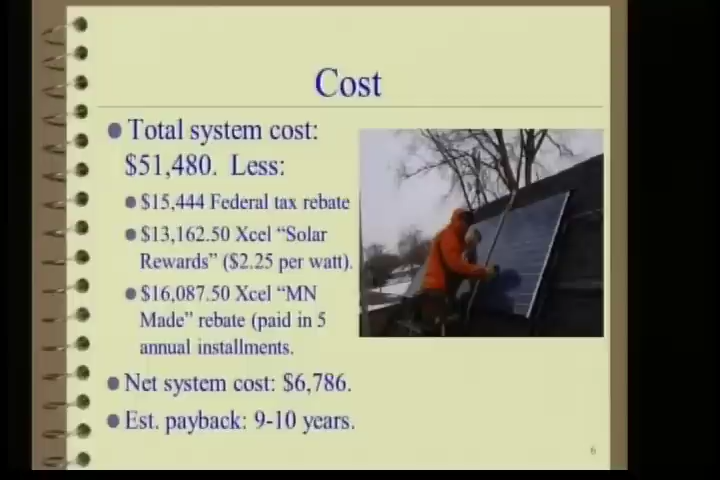 Cost
Total system cost:
$51,480. Less:
$15,444 Federal tax rebate
$13,162.50 Xcel “Solar
Rewards” ($2.25 per watt).
$16,087.50 Xcel “MN
Made” rebate (paid in 5
annual installments.
Net system cost: $6,786.
Est. payback: 9-10 years.
6